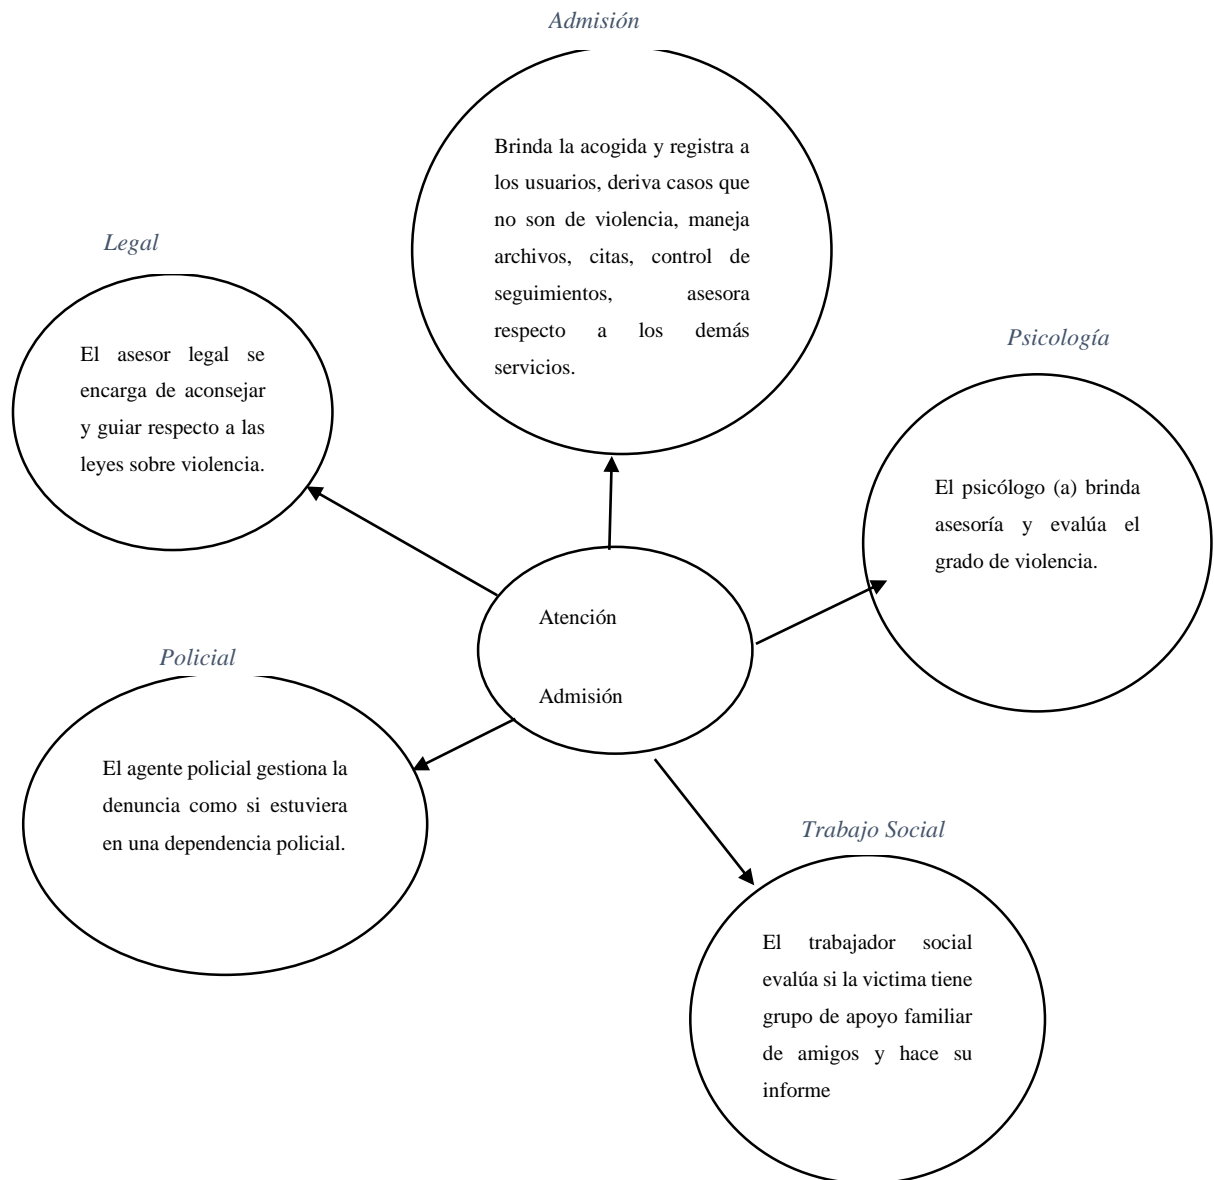 Admisión
Brinda la acogida y registra a
los usuarios, deriva casos que
no son de violencia, maneja
archivos, citas, control de
seguimientos, asesora
respecto a los demás
servicios.
Legal
El asesor legal se
encarga de aconsejar
y guiar respecto a las
leyes sobre violencia.
Psicología
El psicólogo (a) brinda
asesoría y evalúa el
grado de violencia.
Atención
Admisión
Policial
El agente policial gestiona la
denuncia como si estuviera
en una dependencia policial.
Trabajo Social
El trabajador social
evalúa si la victima tiene
grupo de apoyo familiar
de amigos y hace su
informe